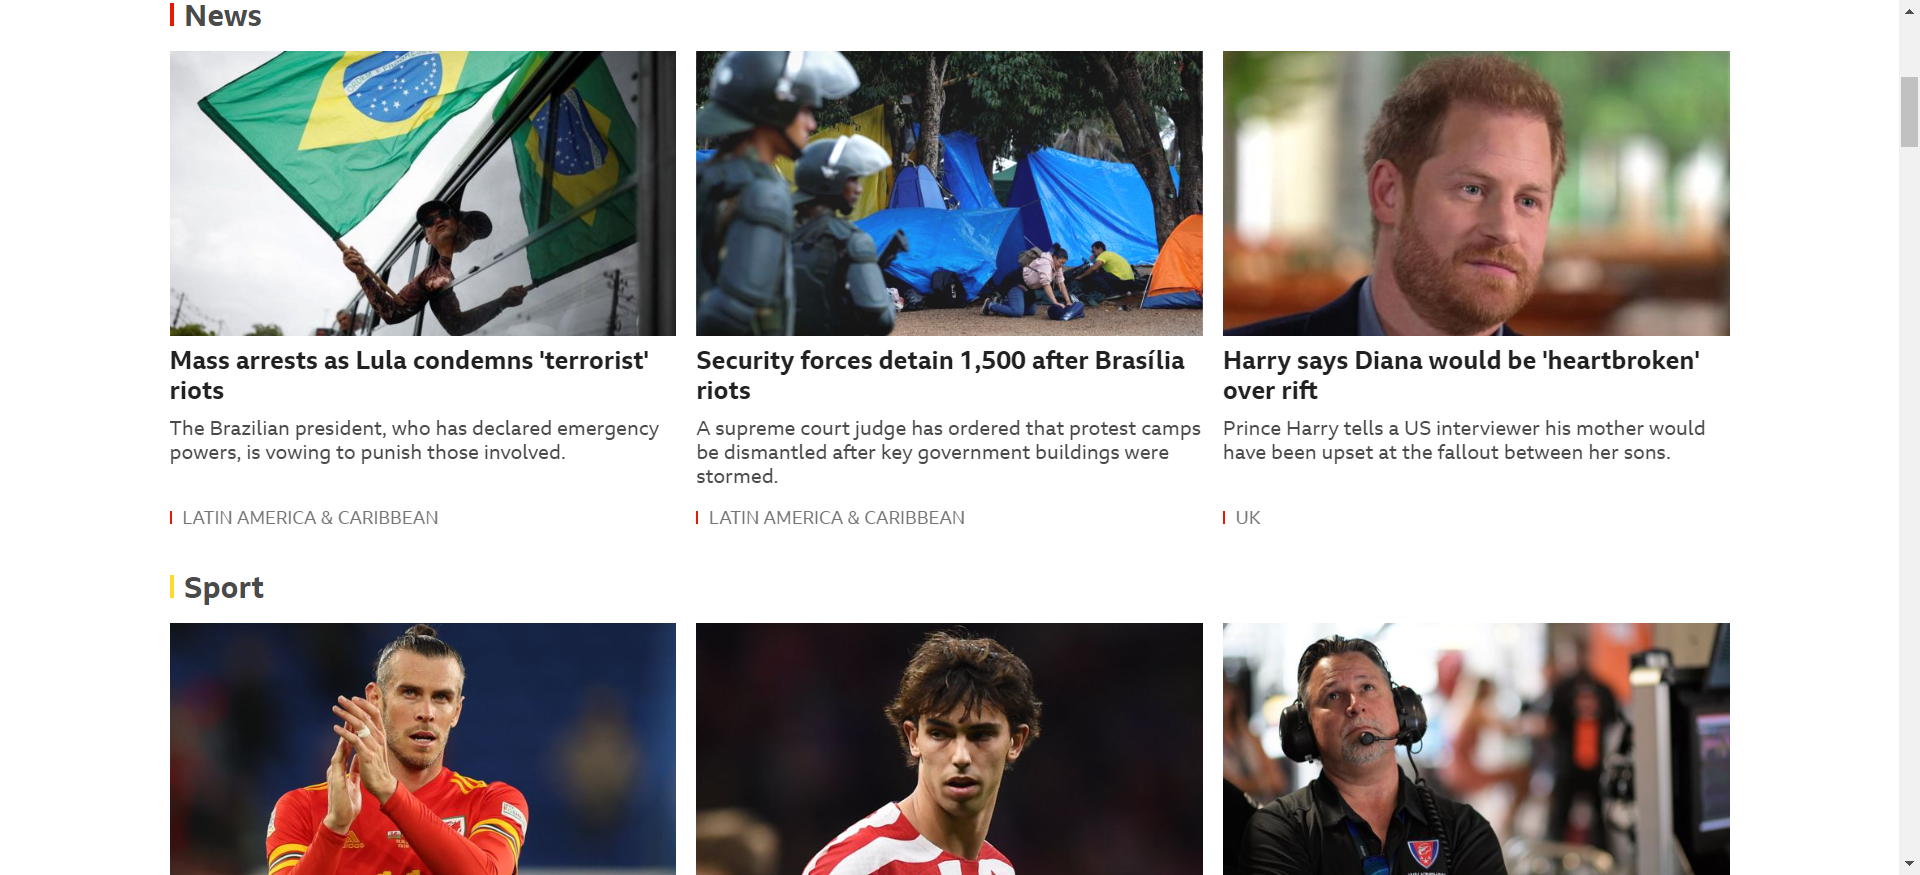 News
Mass arrests as Lula condemns 'terrorist'
riots
The Brazilian president, who has declared emergency
powers, is vowing to punish those involved.
LATIN AMERICA & CARIBBEAN
Security forces detain 1,500 after Brasília
riots
A supreme court judge has ordered that protest camps
be dismantled after key government buildings were
stormed.
LATIN AMERICA & CARIBBEAN
Harry says Diana would be 'heartbroken'
over rift
Prince Harry tells a US interviewer his mother would
have been upset at the fallout between her sons.
UK
Sport